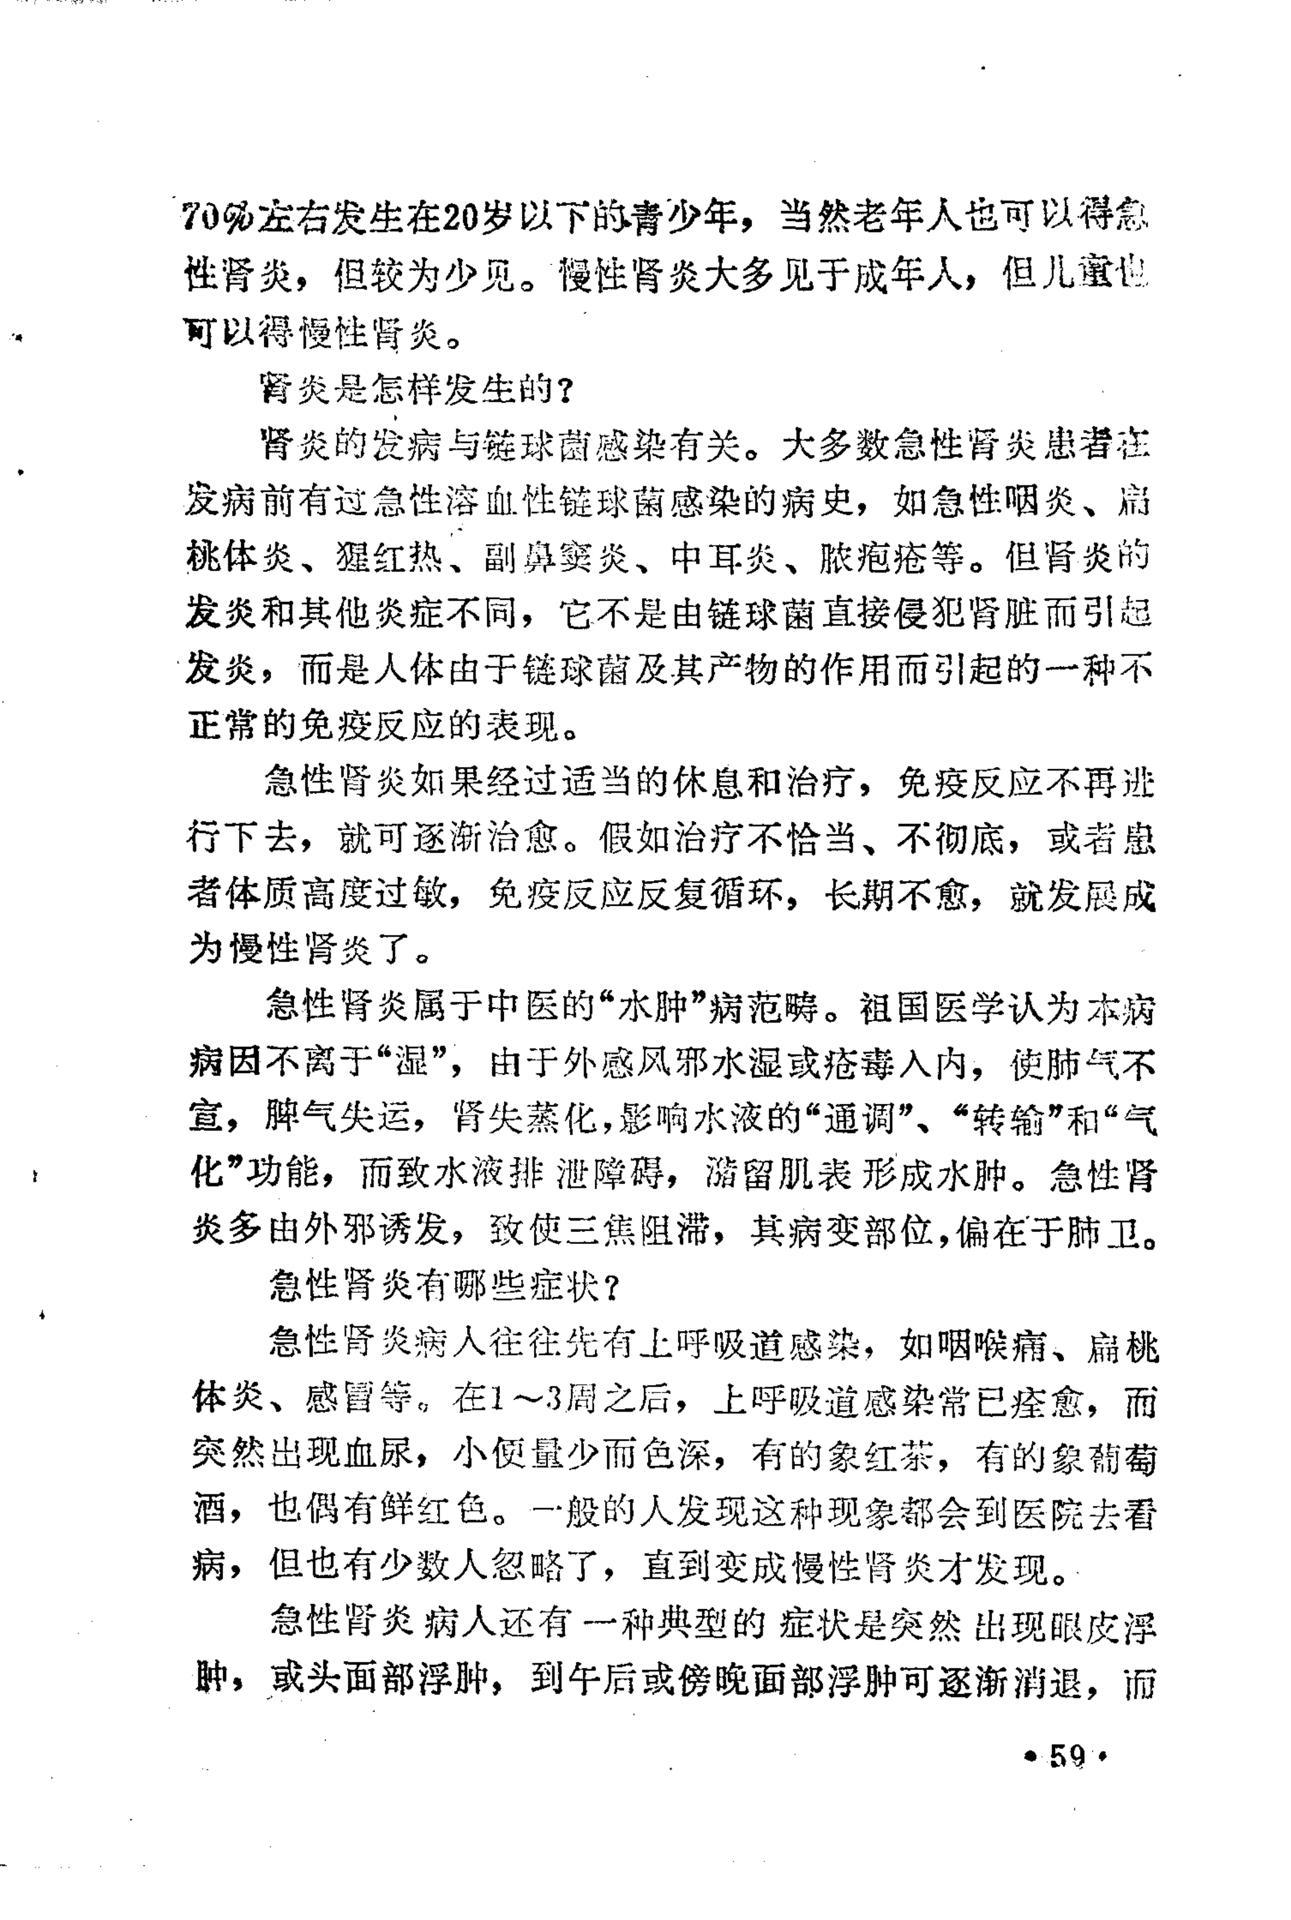 70%左右发生在20岁以下的青少年，当然老年人也可以得急
性肾炎，但较为少见。慢性肾炎大多见于成年人，但儿童也
可以得慢性肾炎。
肾炎是怎样发生的？
肾炎的发病与链球菌感染有关。大多数急性肾炎患者在
发病前有过急性溶血性链球菌感染的病史，如急性咽炎、扁
桃体炎、猩红热、副鼻窦炎、中耳炎、脓疱疮等。但肾炎的
发炎和其他炎症不同，它不是由链球菌直接侵犯肾脏而引起
发炎，而是人体由于链球菌及其产物的作用而引起的一种不
正常的免疫反应的表现。
急性肾炎如果经过适当的休息和治疗，免疫反应不再进
行下去，就可逐渐治愈。假如治疗不恰当、不彻底，或者患
者体质高度过敏，免疫反应反复循环，长期不愈，就发展成
为慢性肾炎了。
急性肾炎属于中医的“水肿”病范畴。祖国医学认为本病
病因不离于“湿”，由于外感风邪水湿或疮毒入内，使肺气不
宣，脾气失运，肾失蒸化，影响水液的“通调”、“转输”和“气
化”功能，而致水液排泄障碍，潴留肌表形成水肿。急性肾
炎多由外邪诱发，致使三焦阻滞，其病变部位，偏在于肺卫。
急性肾炎有哪些症状？
急性肾炎病人往往先有上呼吸道感染，如咽喉痛、扁桃
体炎、感冒等。在1～3周之后，上呼吸道感染常已痊愈，而
突然出现血尿，小便量少而色深，有的象红茶，有的象葡萄
酒，也偶有鲜红色。一般的人发现这种现象都会到医院去看
病，但也有少数人忽略了，直到变成慢性肾炎才发现。
急性肾炎病人还有一种典型的症状是突然出现眼皮浮
肿，或头面部浮肿，到午后或傍晚面部浮肿可逐渐消退，而
• 59 •